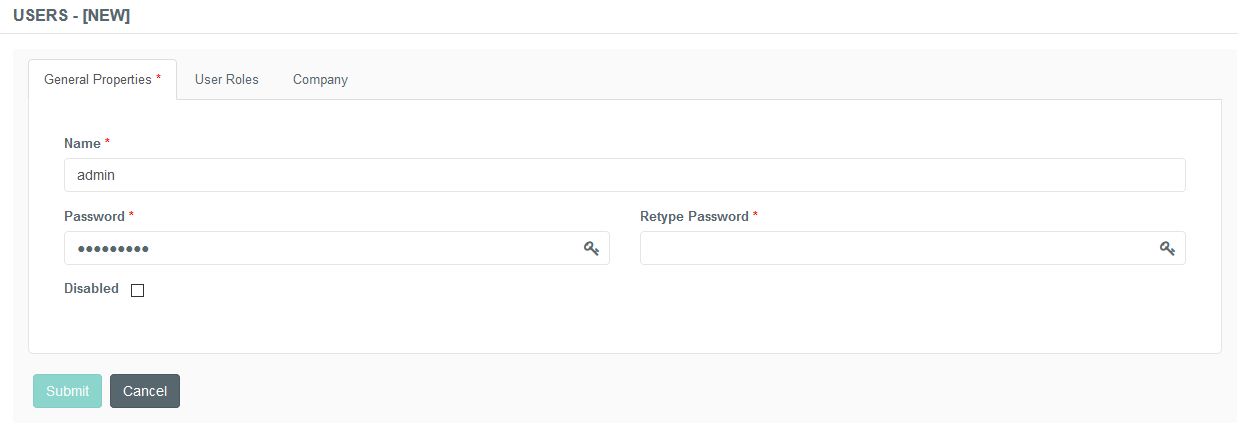 USERS - [NEW]
General Properties * User Roles Company
Name *
admin
Password * Retype Password *
●●●●●●●●●
Disabled
Submit Cancel